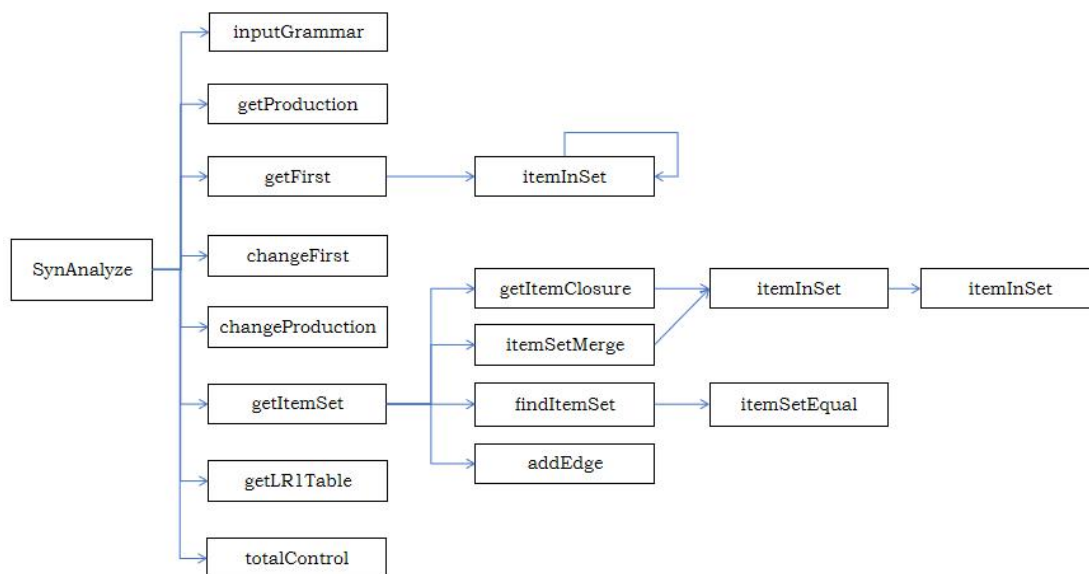 inputGrammar
getProduction
getFirst
itemInSet
SynAnalyze
changeFirst
getItemClosure
itemInSet
itemInSet
changeProduction
itemSetMerge
getItemSet
findItemSet
itemSetEqual
addEdge
getLR1Table
totalControl